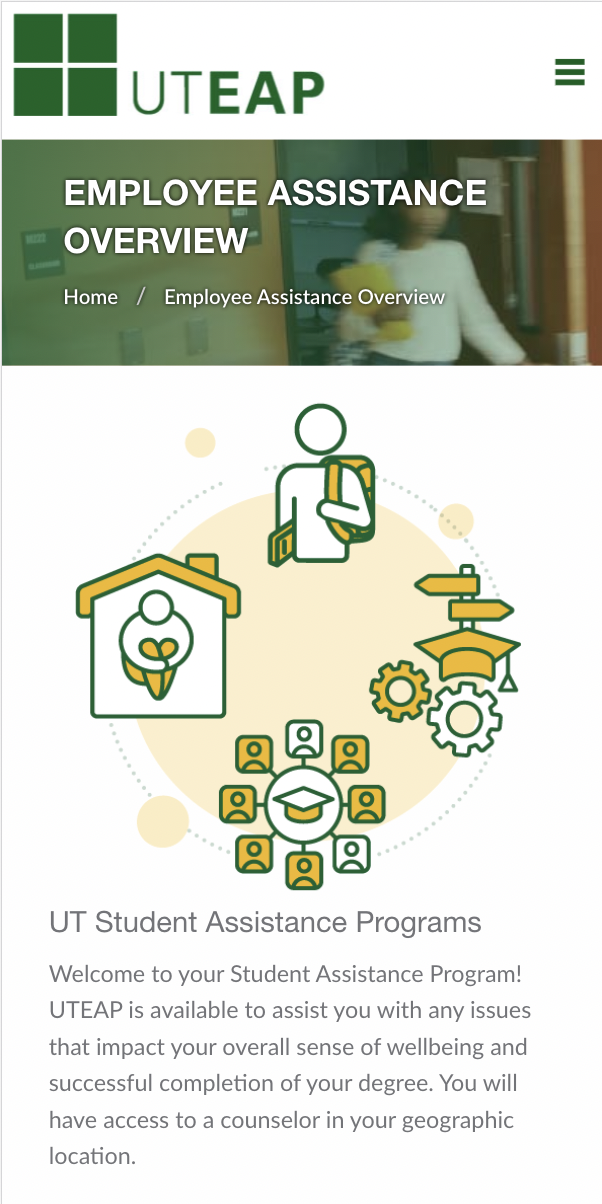 UTEAP
EMPLOYEE ASSISTANCE
OVERVIEW
Home / Employee Assistance Overview
UT Student Assistance Programs
Welcome to your Student Assistance Program!
UTEAP is available to assist you with any issues
that impact your overall sense of wellbeing and
successful completion of your degree. You will
have access to a counselor in your geographic
location.